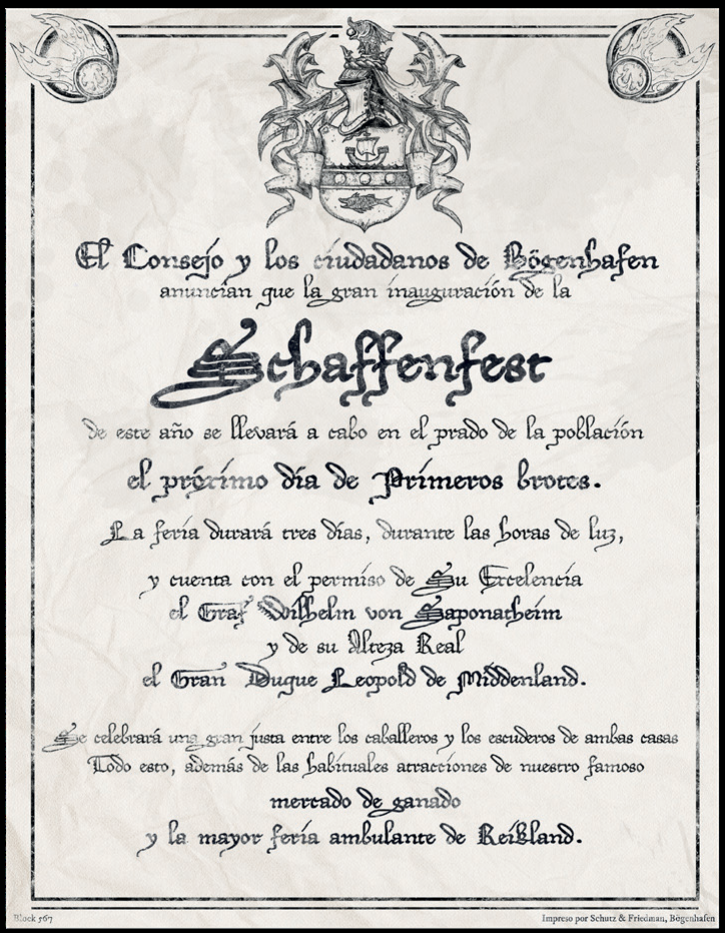 El Consejo y los ciudadanos de Bögenhafen
anuncian que la gran inauguración de la
Schaffenfest
de este año se llevará a cabo en el prado de la población
el próximo día de Primeros brotes.
La feria durará tres días, durante las horas de luz,
y cuenta con el permiso de Su Excelencia
el Graf Wilhelm von Saponatheim
y de su Alteza Real
el Gran Duque Leopold de Middenland.
Se celebrará una gran justa entre los caballeros y los escuderos de ambas casas
Todo esto, además de las habituales atracciones de nuestro famoso
mercado de ganado
y la mayor feria ambulante de Reikland.
Block 567
Impreso por Schutz & Friedman, Bögenhafen